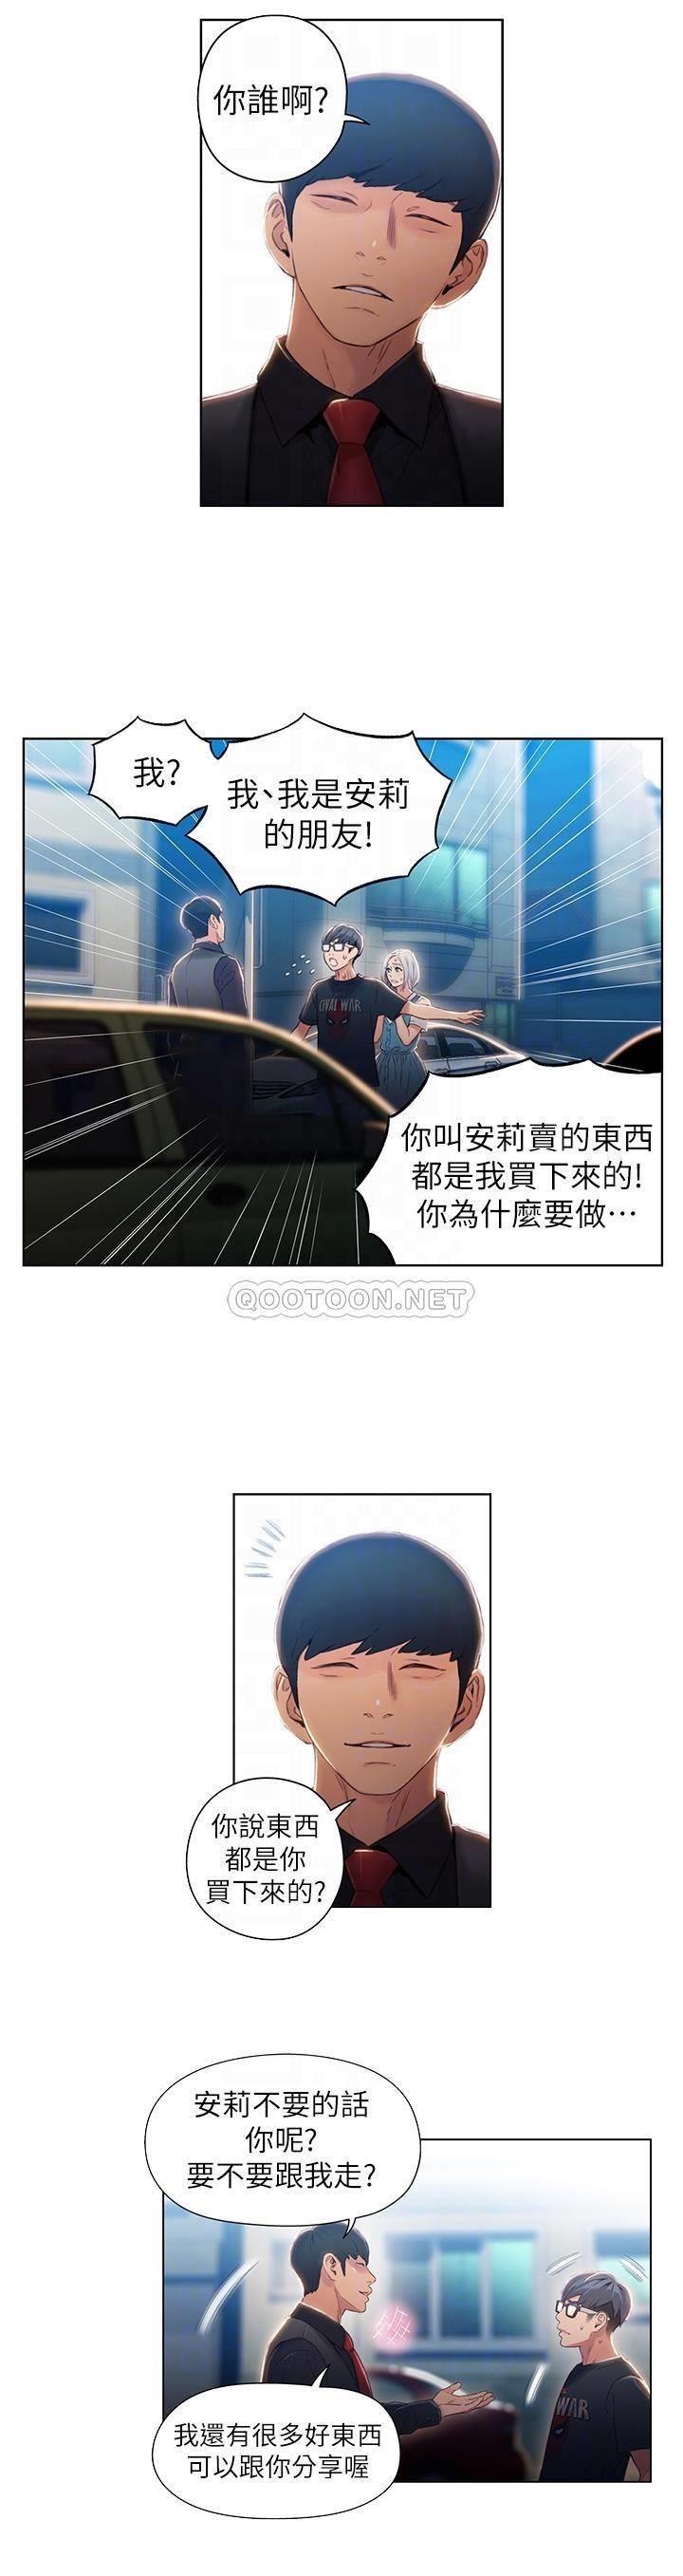 你誰啊?
我?
我、我是安莉
的朋友!
CIVIL WAR
你叫安莉賣的東西
都是我買下來的!
你為什麼要做…
QOOTOON.NET
你說東西
都是你
買下來的?
安莉不要的話
你呢?
要不要跟我走?
WAR
我還有很多好東西
可以跟你分享喔